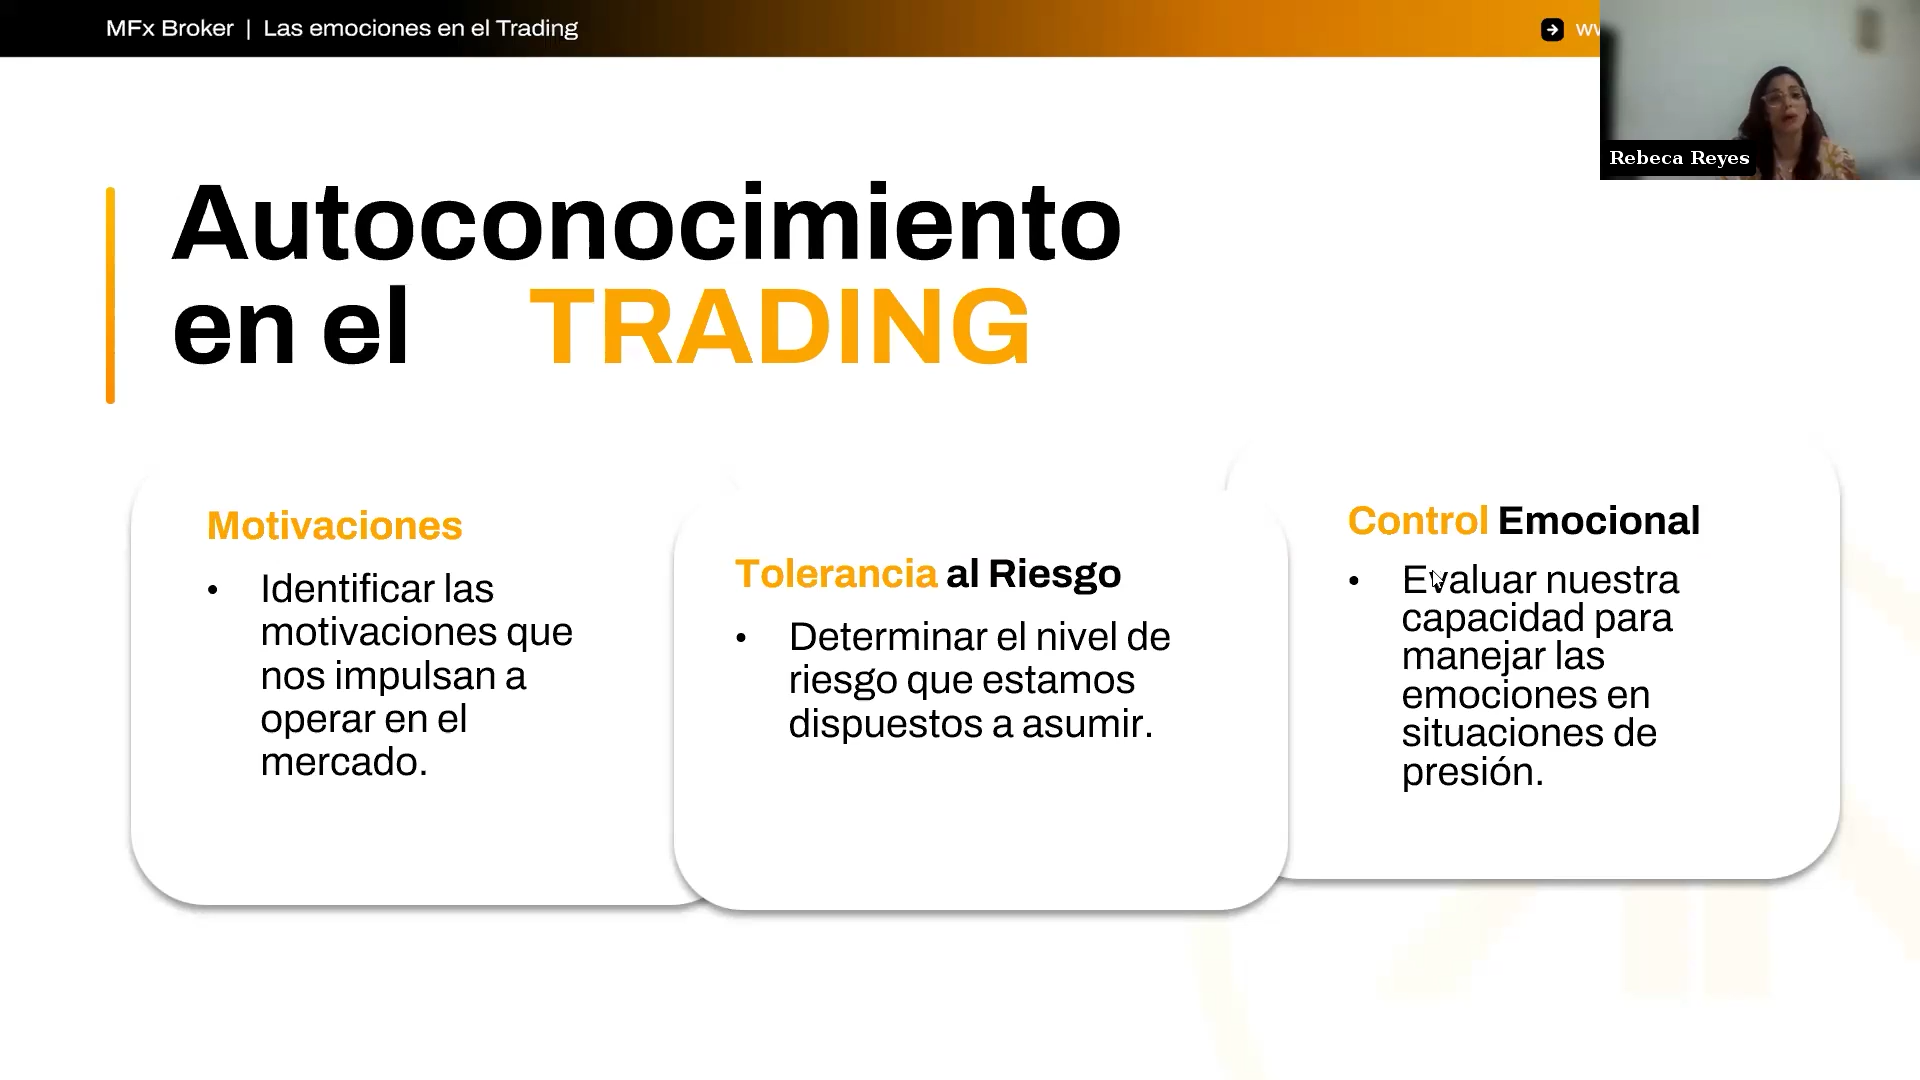 MFx Broker | Las emociones en el Trading
Rebeca Reyes
Autoconocimiento
en el TRADING
Motivaciones
• Identificar las
motivaciones que
nos impulsan a
operar en el
mercado.
Tolerancia al Riesgo
• Determinar el nivel de
riesgo que estamos
dispuestos a asumir.
Control Emocional
• Evaluar nuestra
capacidad para
manejar las
emociones en
situaciones de
presión.